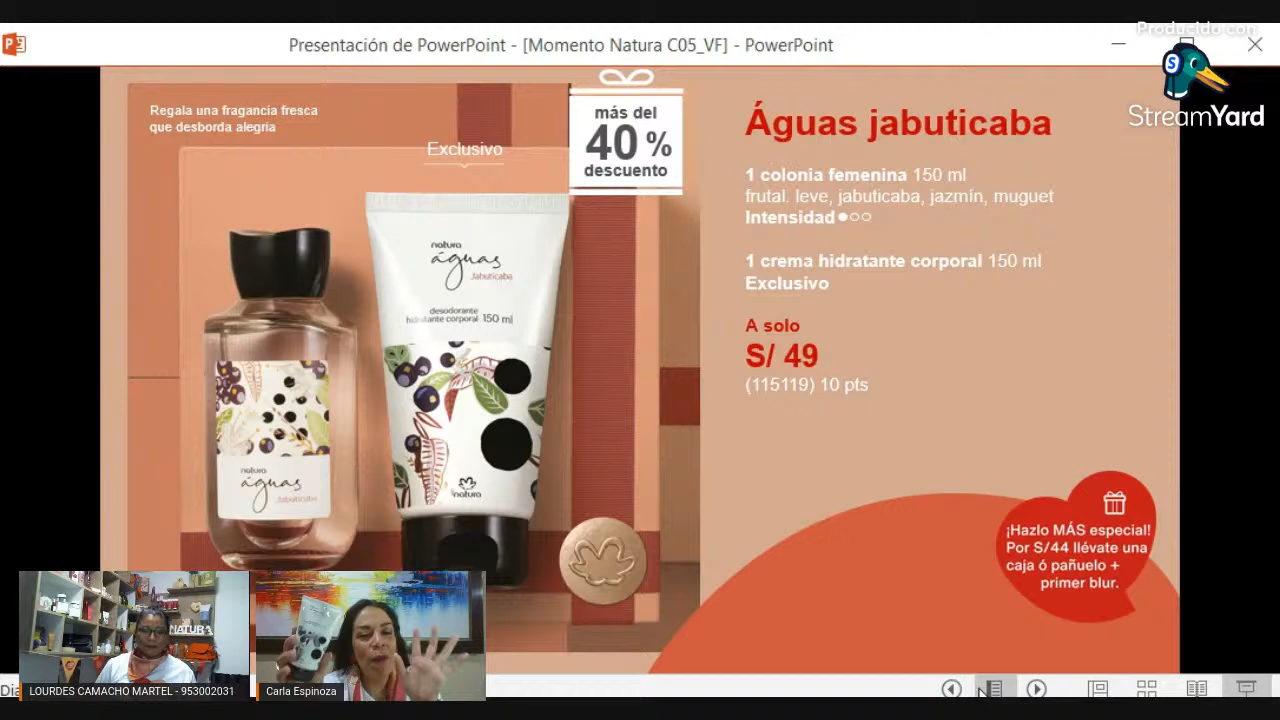 Producido con
StreamYard
Presentación de PowerPoint - [Momento Natura C05_VF] - PowerPoint
Regala una fragancia fresca
que desborda alegría
Exclusivo
más del
40 %
descuento
natura
águas
Jabuticaba
desodorante
hidratante corporal 150 ml
natura
natura
águas
Jabuticaba
Águas jabuticaba
1 colonia femenina 150 ml
frutal. leve, jabuticaba, jazmín, muguet
Intensidad
1 crema hidratante corporal 150 ml
Exclusivo
A solo
S/ 49
(115119) 10 pts
¡Hazlo MÁS especial!
Por S/44 llévate una
caja ó pañuelo +
primer blur.
NATURA
LOURDES CAMACHO MARTEL - 953002031
Carla Espinoza